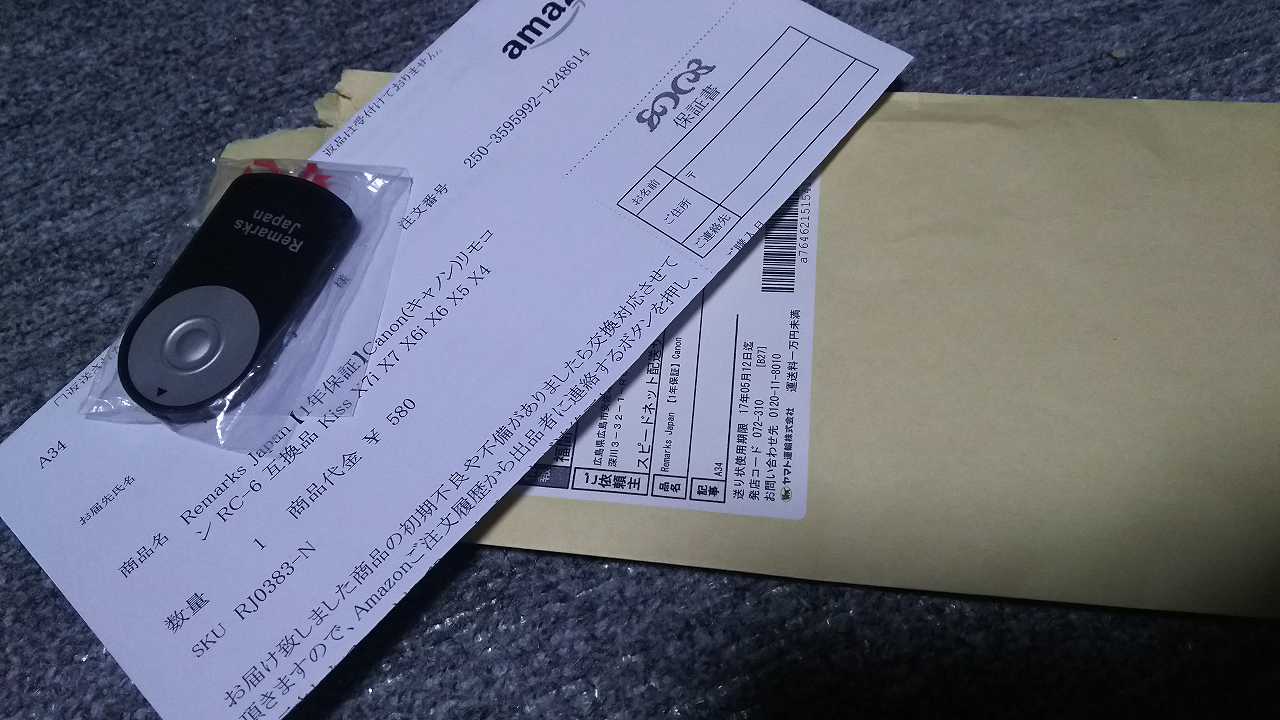 amaz
返品は受付けておりません。
注文番号 250-3595992-1248614
保証書
お名前
ご住所 〒
ご連絡先
Remarks
Japan
様
A34
お届先氏名
商品名 Remarks Japan【1年保証】Canon(キヤノン)リモコ
ン RC-6 互換品 Kiss X7i X7 X6i X6 X5 X4
数量 1 商品代金 ¥ 580
SKU RJ0383-N
お届け致しました商品の初期不良や不備がありましたら交換対応させて
頂きますので、Amazonご注文履歴から出品者に連絡するボタンを押し、
広島県広島市安
深川3-32-1
ご依頼主
スピードネット配送
品名 Remarks Japan 【1年保証】Canon
記事 A34
送り状使用期限 17年05月12日迄
発店コード 072-310 [B27]
お問い合わせ先 0120-11-8010
ヤマト運輸株式会社 運送料一万円未満